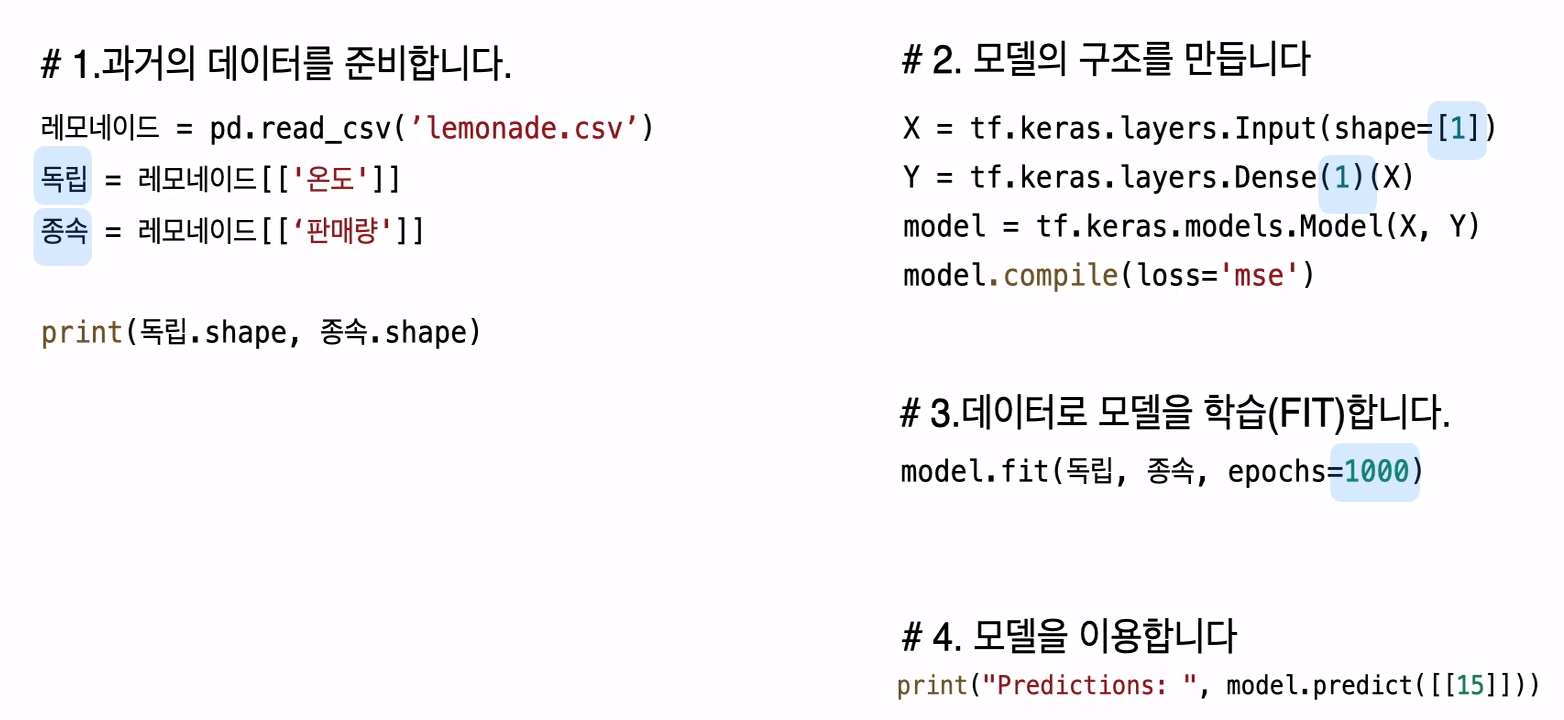 # 1.과거의 데이터를 준비합니다.
레모네이드 = pd.read_csv(’lemonade.csv’)
독립 = 레모네이드[['온도']]
종속 = 레모네이드[[‘판매량']]
print(독립.shape, 종속.shape)
# 2. 모델의 구조를 만듭니다
X = tf.keras.layers.Input(shape=[1])
Y = tf.keras.layers.Dense(1)(X)
model = tf.keras.models.Model(X, Y)
model.compile(loss='mse')
# 3.데이터로 모델을 학습(FIT)합니다.
model.fit(독립, 종속, epochs=1000)
# 4. 모델을 이용합니다
print("Predictions: ", model.predict([[15]]))